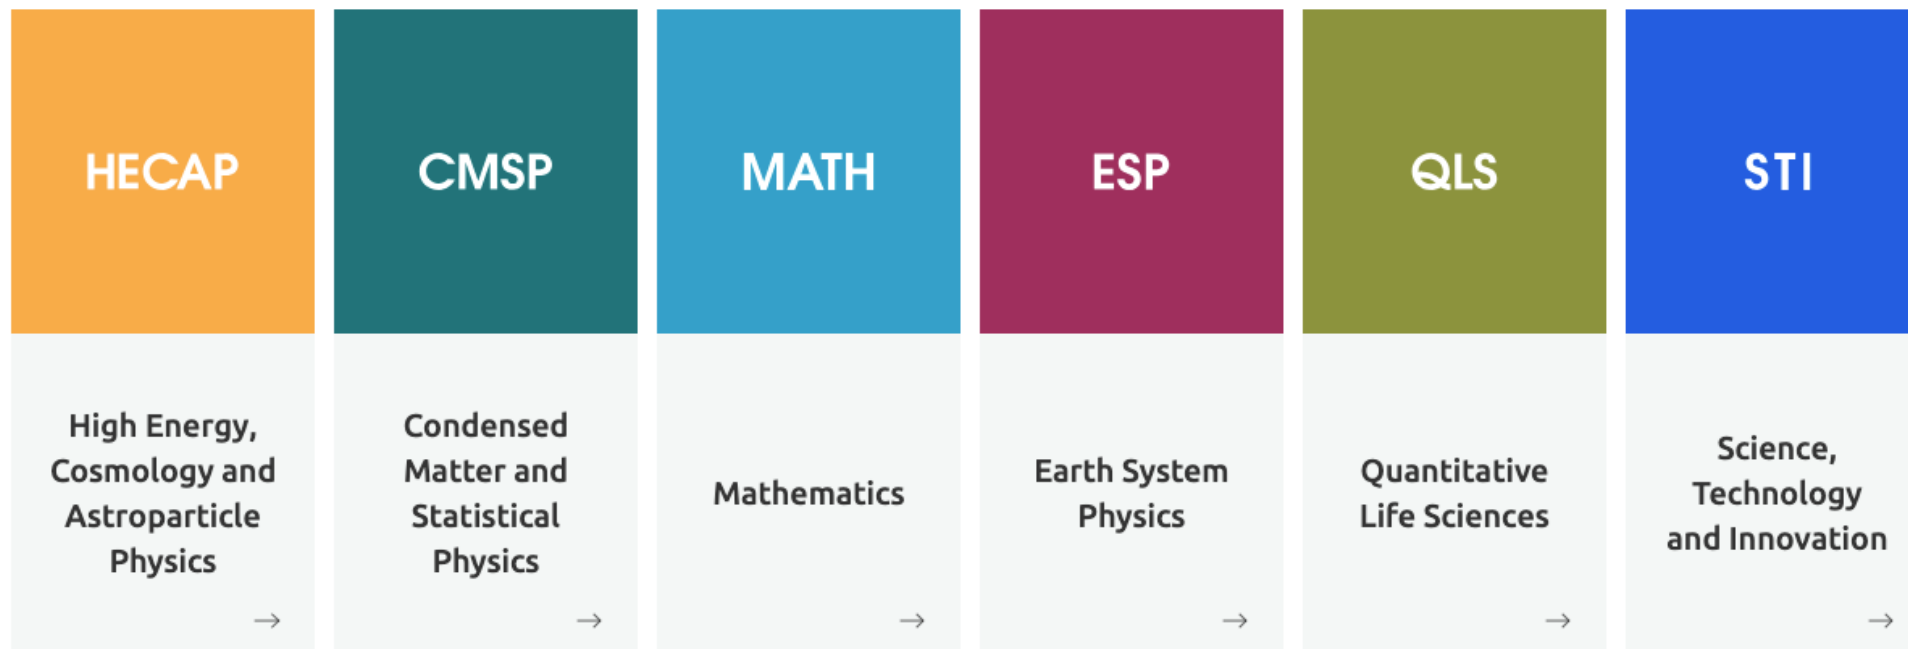 HECAP
High Energy,
Cosmology and
Astroparticle
Physics
CMSP
Condensed
Matter and
Statistical
Physics
MATH
Mathematics
ESP
Earth System
Physics
QLS
Quantitative
Life Sciences
STI
Science,
Technology
and Innovation